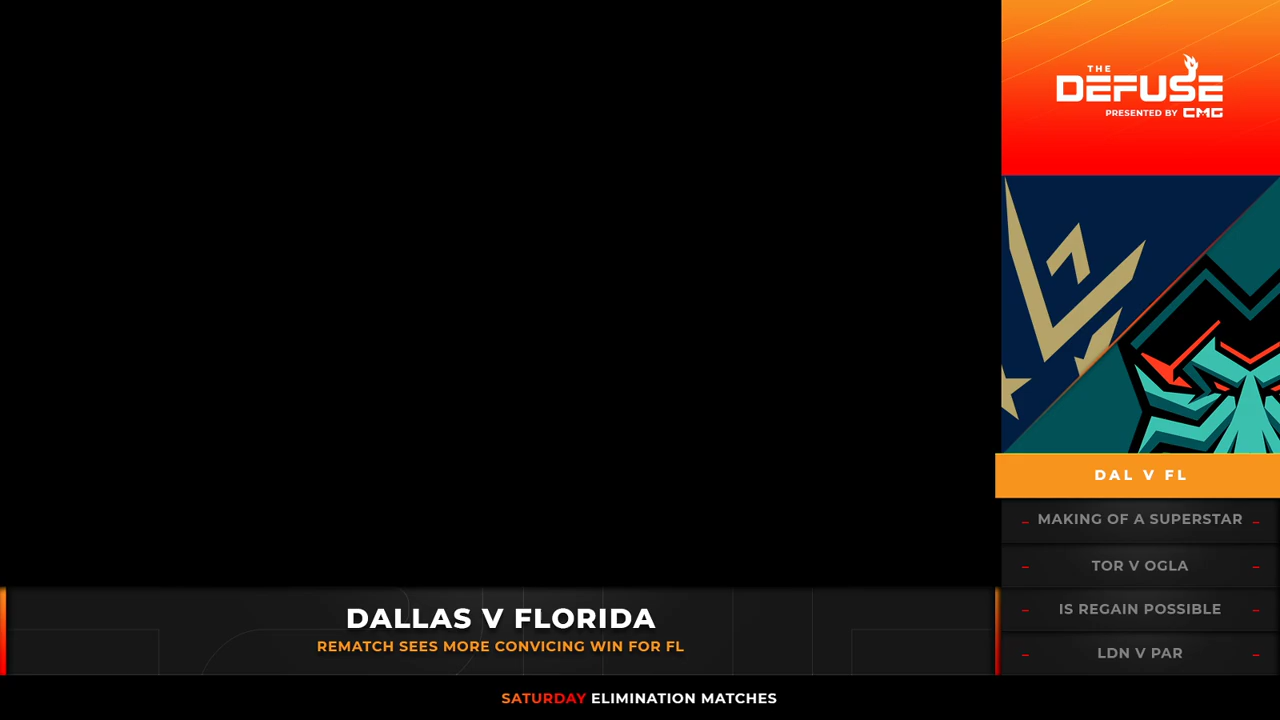 THE
DEFUSE
PRESENTED BY CMG
DAL V FL
MAKING OF A SUPERSTAR
TOR V OGLA
IS REGAIN POSSIBLE
LDN V PAR
DALLAS V FLORIDA
REMATCH SEES MORE CONVICING WIN FOR FL
SATURDAY ELIMINATION MATCHES